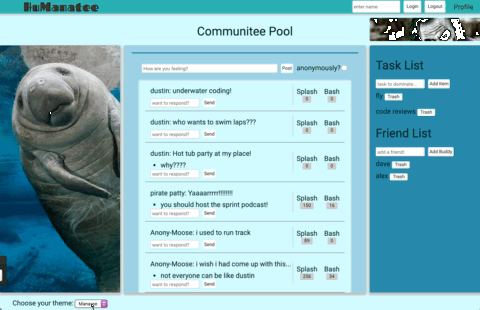 HuManatee
enter name
Login
Logout
Profile
Communitee Pool
How are you feeling?
Post
anonymously?
dustin: underwater coding!
want to respond?
Send
Splash
0
Bash
0
dustin: who wants to swim laps???
want to respond?
Send
Splash
0
Bash
0
dustin: Hot tub party at my place!
why????
want to respond?
Send
Splash
0
Bash
0
pirate patty: Yaaarrrrr!!!!!!!!
you should host the sprint podcast!
want to respond?
Send
Splash
150
Bash
16
Anony-Moose: i used to run track
want to respond?
Send
Splash
89
Bash
0
Anony-Moose: i wish i had come up with this...
not everyone can be like dustin
want to respond?
Send
Splash
256
Bash
34
Task List
task to dominate...
Add Item
fly
Trash
code reviews
Trash
Friend List
add a friend!
Add Buddy
dave
Trash
alex
Trash
Choose your theme:
Manatee